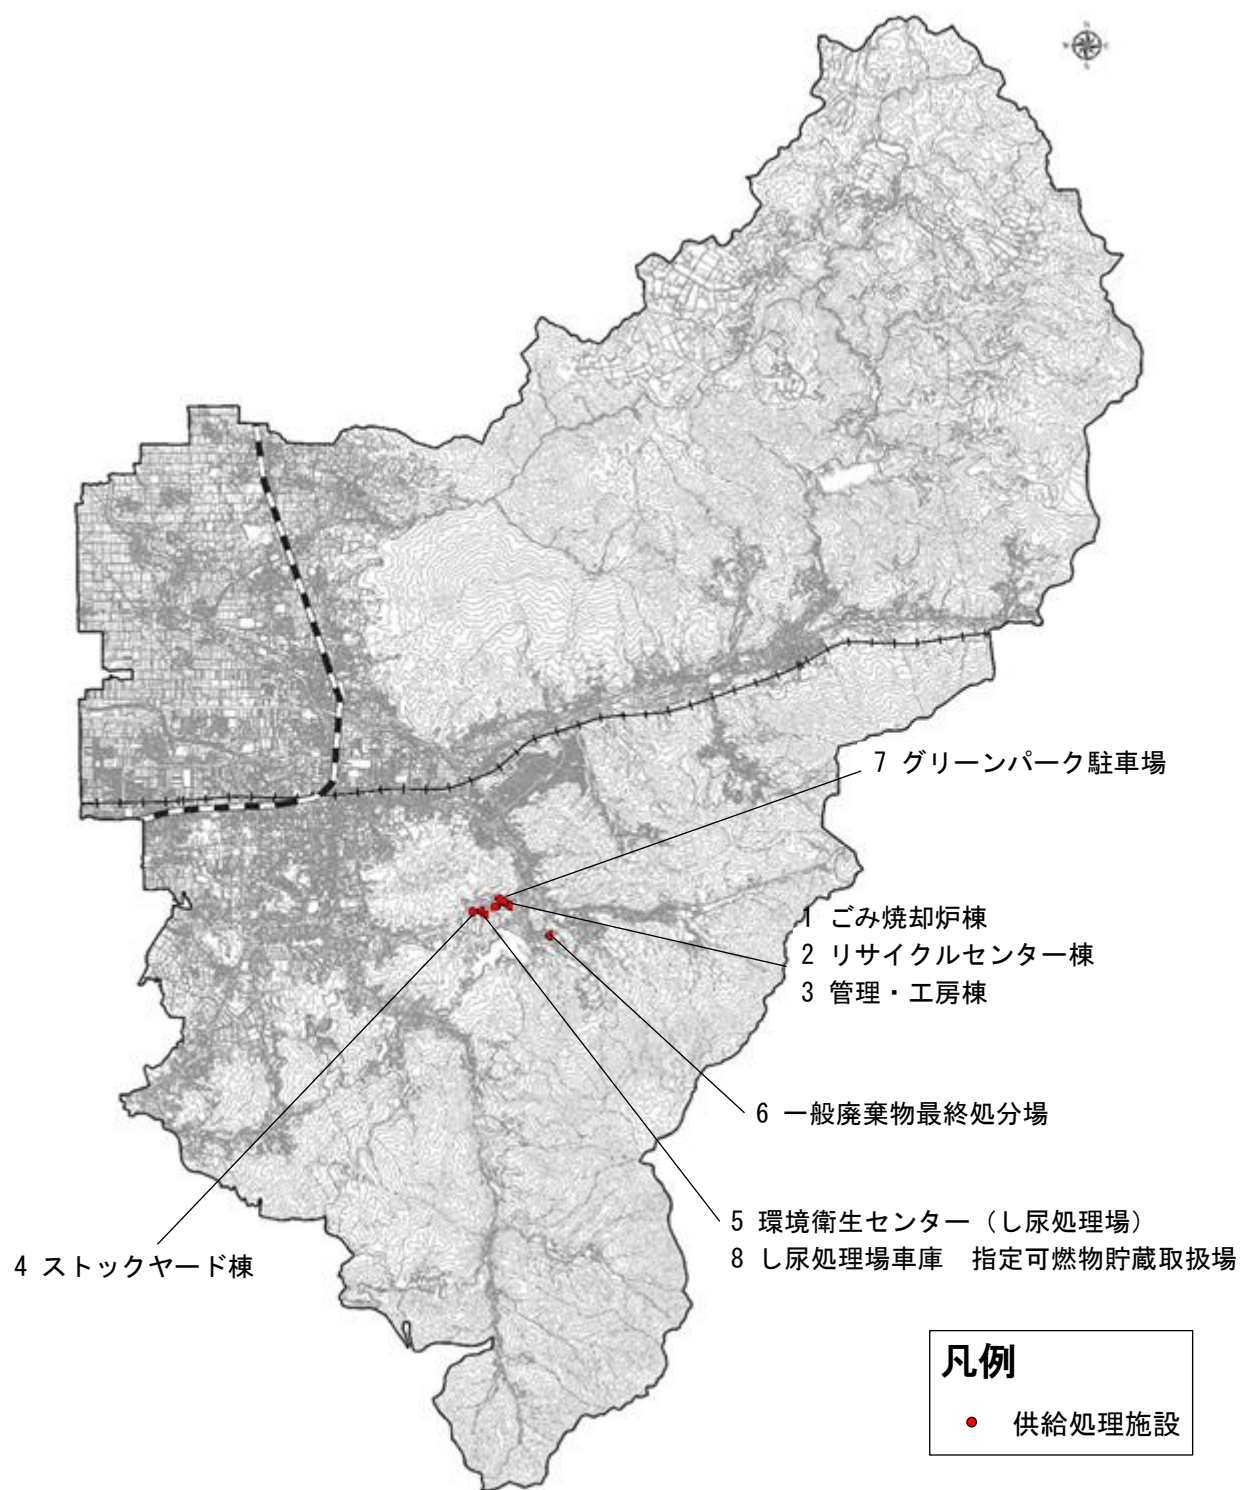 N
W
E
S
7 グリーンパーク駐車場
1 ごみ焼却炉棟
2 リサイクルセンター棟
3 管理・工房棟
6 一般廃棄物最終処分場
5 環境衛生センター（し尿処理場）
8 し尿処理場車庫　指定可燃物貯蔵取扱場
4 ストックヤード棟
凡例
供給処理施設